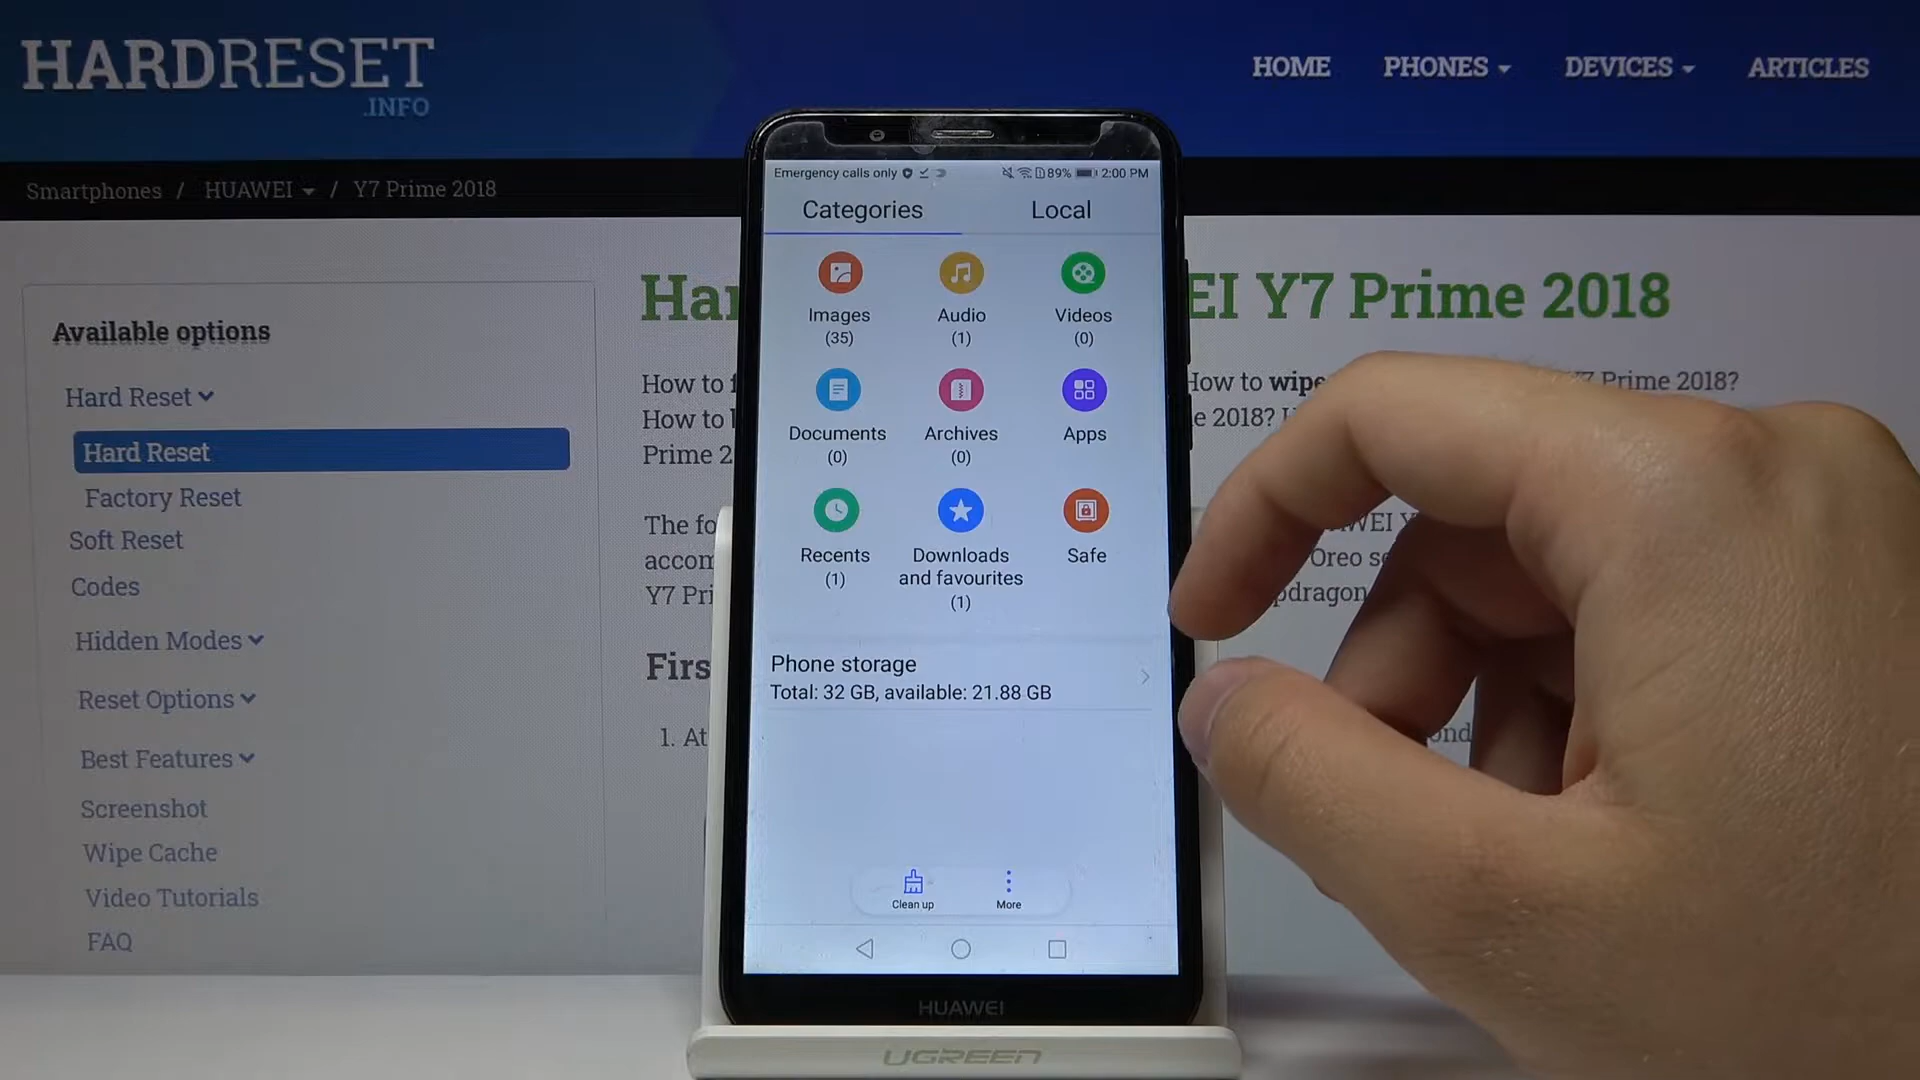 HARDRESET
.INFO
HOME PHONES DEVICES ARTICLES
Smartphones / HUAWEI / Y7 Prime 2018
Available options
Hard Reset
Hard Reset
Factory Reset
Soft Reset
Codes
Hidden Modes
Reset Options
Best Features
Screenshot
Wipe Cache
Video Tutorials
FAQ
EI Y7 Prime 2018
How to
How to wipe
Y7 Prime 2018?
How to
e 2018?
Prime 2
The fo
accom
Oreo
Y7 Pri
pdragon
Firs
1. At
Emergency calls only 89% 2:00 PM
Categories Local
Images Audio Videos
(35) (1) (0)
Documents Archives Apps
(0) (0)
Recents Downloads and favourites Safe
(1) (1)
Phone storage
Total: 32 GB, available: 21.88 GB
Clean up More
HUAWEI
UGREEN